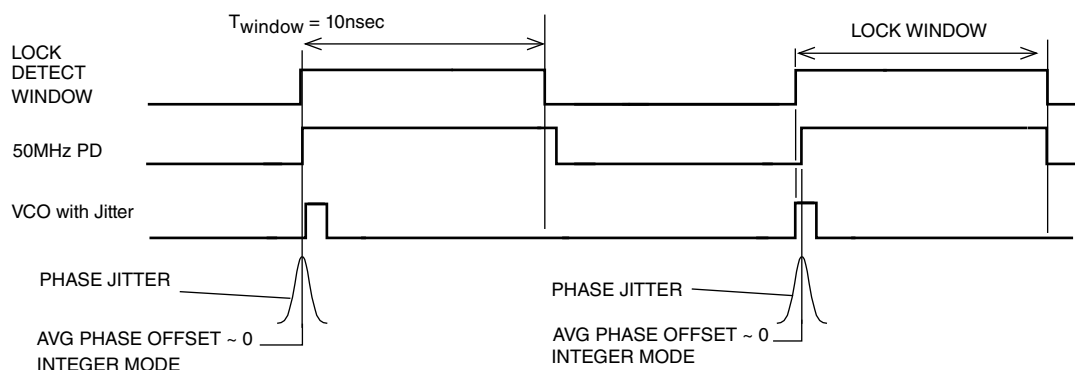 Twindow = 10nsec
LOCK WINDOW
LOCK
DETECT
WINDOW
50MHz PD
VCO with Jitter
PHASE JITTER
AVG PHASE OFFSET ~ 0
INTEGER MODE
PHASE JITTER
AVG PHASE OFFSET ~ 0
INTEGER MODE